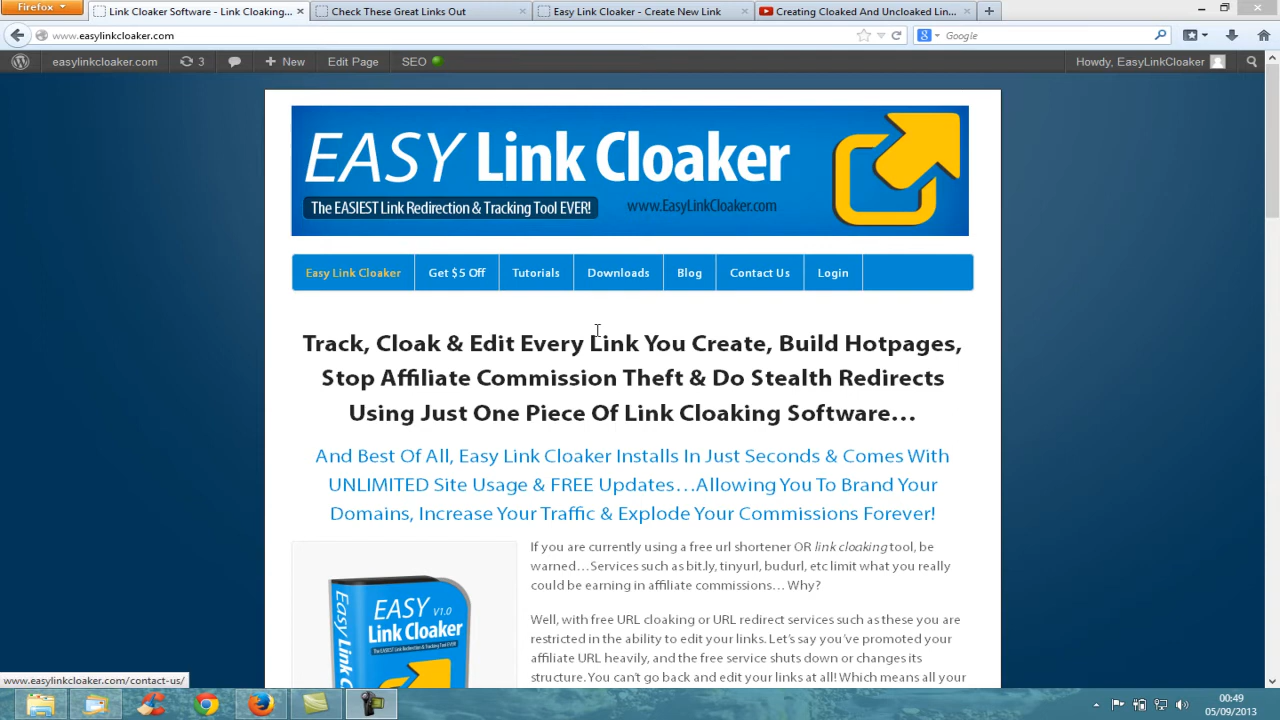 Firefox
Link Cloaker Software - Link Cloaking...
Check These Great Links Out
Easy Link Cloaker - Create New Link
Creating Cloaked And Uncloaked Lin...
www.easylinkcloaker.com
Google
easylinkcloaker.com
3
New
Edit Page
SEO
Howdy, EasyLinkCloaker
EASY Link Cloaker
The EASIEST Link Redirection & Tracking Tool EVER!
www.EasyLinkCloaker.com
Easy Link Cloaker
Get $5 Off
Tutorials
Downloads
Blog
Contact Us
Login
Track, Cloak & Edit Every Link You Create, Build Hotpages,
Stop Affiliate Commission Theft & Do Stealth Redirects
Using Just One Piece Of Link Cloaking Software…
And Best Of All, Easy Link Cloaker Installs In Just Seconds & Comes With
UNLIMITED Site Usage & FREE Updates…Allowing You To Brand Your
Domains, Increase Your Traffic & Explode Your Commissions Forever!
If you are currently using a free url shortener OR link cloaking tool, be
warned…Services such as bit.ly, tinyurl, budurl, etc limit what you really
could be earning in affiliate commissions… Why?
Well, with free URL cloaking or URL redirect services such as these you are
restricted in the ability to edit your links. Let's say you've promoted your
affiliate URL heavily, and the free service shuts down or changes its
structure. You can't go back and edit your links at all! Which means all your
EASY V1.0
Link Cloaker
The EASIEST Link Redirection & Tracking Tool EVER!
Easy Link C
www.easylinkcloaker.com/contact-us/
00:49
05/09/2013